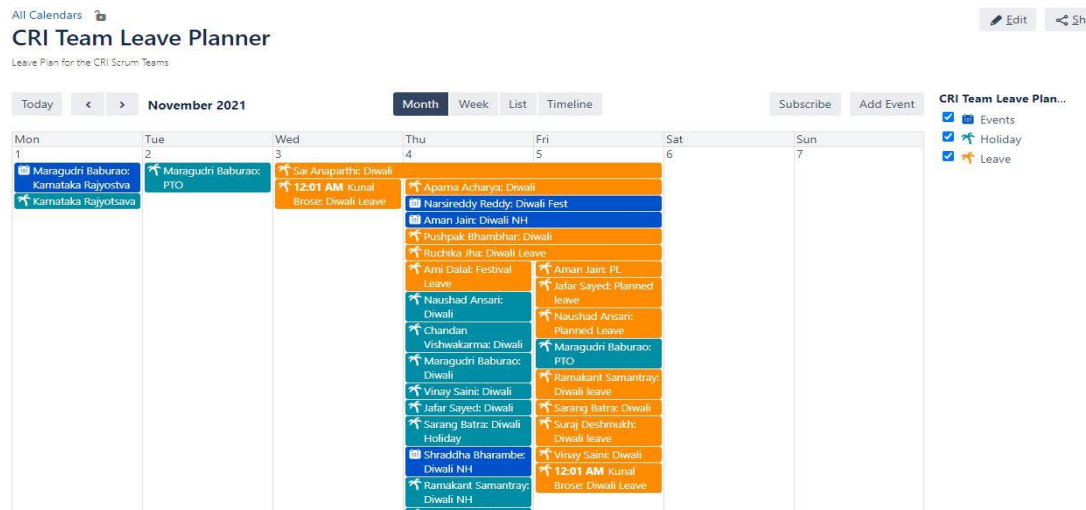 All Calendars
CRI Team Leave Planner
Leave Plan for the CRI Scrum Teams
Edit
Sh
Today < > November 2021
Month Week List Timeline
Subscribe Add Event
CRI Team Leave Plan...
Events
Holiday
Leave
Mon Tue Wed Thu Fri Sat Sun
1 2 3 4 5 6 7
Maragudri Baburao:
Karnataka Rajyostva
Karnataka Rajyotsava
Maragudri Baburao:
PTO
Sai Anaparthi: Diwali
12:01 AM Kunal
Brose: Diwali Leave
Aparna Acharya: Diwali
Narsireddy Reddy: Diwali Fest
Aman Jain: Diwali NH
Pushpak Bhambhar: Diwali
Ruchika Jha: Diwali Leave
Ami Dalal: Festival
Leave
Naushad Ansari:
Diwali
Chandan
Vishwakarma: Diwali
Maragudri Baburao:
Diwali
Vinay Saini: Diwali
Jafar Sayed: Diwali
Sarang Batra: Diwali
Holiday
Shraddha Bharambe:
Diwali NH
Ramakant Samantray:
Diwali NH
Aman Jain: PL
Jafar Sayed: Planned
leave
Naushad Ansari:
Planned Leave
Maragudri Baburao:
PTO
Ramakant Samantray:
Diwali leave
Sarang Batra: Diwali
Suraj Deshmukh:
Diwali leave
Vinay Saini: Diwali
12:01 AM Kunal
Brose: Diwali Leave